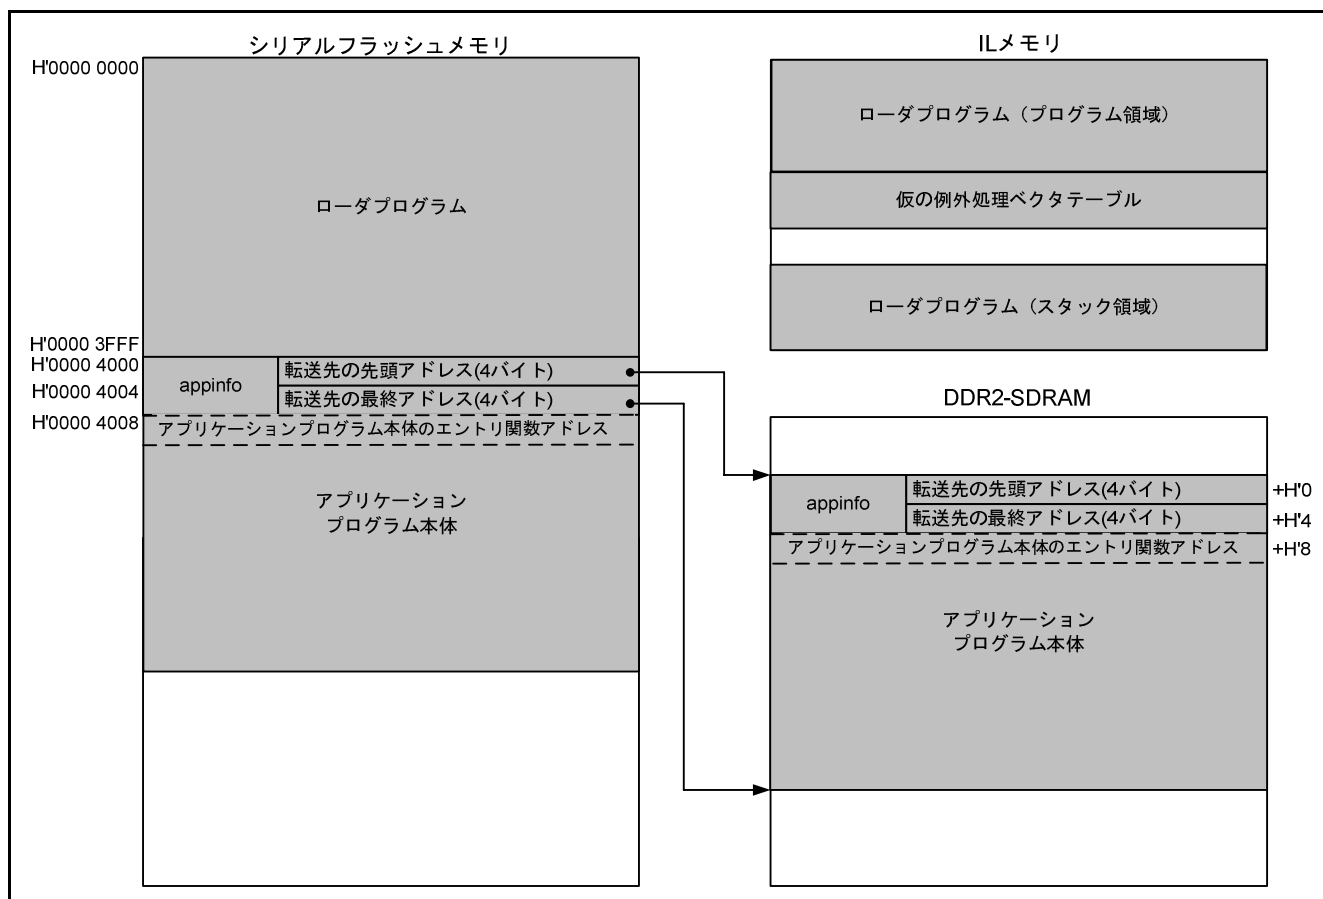 シリアルフラッシュメモリ
H'0000 0000
ローダプログラム
H'0000 3FFF
H'0000 4000
H'0000 4004
H'0000 4008
appinfo
転送先の先頭アドレス(4バイト)
転送先の最終アドレス(4バイト)
アプリケーションプログラム本体のエントリ関数アドレス
アプリケーション
プログラム本体
ILメモリ
ローダプログラム（プログラム領域）
仮の例外処理ベクタテーブル
ローダプログラム（スタック領域）
DDR2-SDRAM
appinfo
転送先の先頭アドレス(4バイト)
+H'0
転送先の最終アドレス(4バイト)
+H'4
アプリケーションプログラム本体のエントリ関数アドレス
+H'8
アプリケーション
プログラム本体